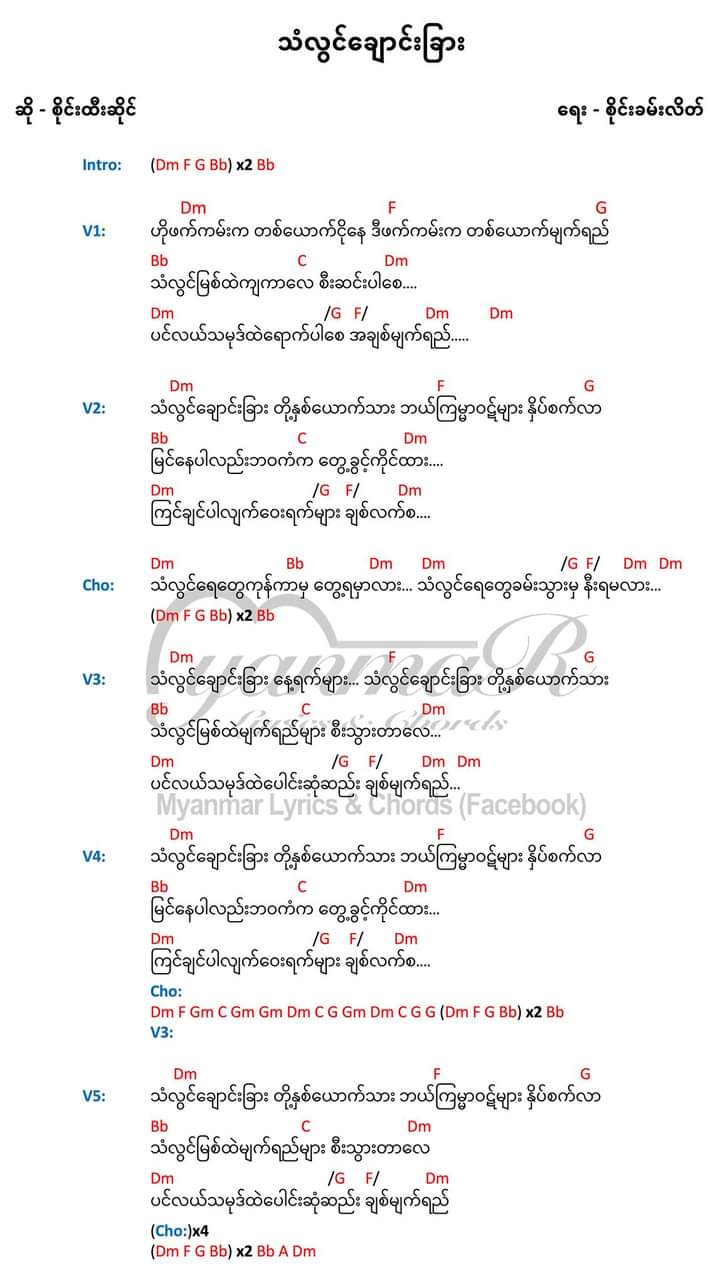 သံလွင်ချောင်းခြား
ဆို - စိုင်းထီးဆိုင် ရေး - စိုင်းခမ်းလိတ်
Intro: (Dm F G Bb) x2 Bb
Dm F G
V1: ဟိုဖက်ကမ်းက တစ်ယောက်ငိုနေ ဒီဖက်ကမ်းက တစ်ယောက်မျက်ရည်
Bb C Dm
သံလွင်မြစ်ထဲကျကာလေ စီးဆင်းပါစေ....
Dm /G F/ Dm Dm
ပင်လယ်သမုဒ်ထဲရောက်ပါစေ အချစ်မျက်ရည်.....
Dm F G
V2: သံလွင်ချောင်းခြား တို့နှစ်ယောက်သား ဘယ်ကြမ္မာဝဋ်များ နှိပ်စက်လာ
Bb C Dm
မြင်နေပါလည်းဘဝကံက တွေ့ခွင့်ကိုင်ထား....
Dm /G F/ Dm
ကြင်ချင်ပါလျက်ဝေးရက်များ ချစ်လက်စ....
Dm Bb Dm Dm /G F/ Dm Dm
Cho: သံလွင်ရေတွေကုန်ကာမှ တွေ့ရမှာလား... သံလွင်ရေတွေခမ်းသွားမှ နီးရမလား...
(Dm F G Bb) x2 Bb
Dm F G
V3: သံလွင်ချောင်းခြား နေ့ရက်များ... သံလွင်ချောင်းခြား တို့နှစ်ယောက်သား
Bb C Dm
သံလွင်မြစ်ထဲမျက်ရည်များ စီးသွားတာလေ...
Dm /G F/ Dm Dm
ပင်လယ်သမုဒ်ထဲပေါင်းဆုံဆည်း ချစ်မျက်ရည်...
myanmaR
Lyrics & Chords
Myanmar Lyrics & Chords (Facebook)
Dm F G
V4: သံလွင်ချောင်းခြား တို့နှစ်ယောက်သား ဘယ်ကြမ္မာဝဋ်များ နှိပ်စက်လာ
Bb C Dm
မြင်နေပါလည်းဘဝကံက တွေ့ခွင့်ကိုင်ထား...
Dm /G F/ Dm
ကြင်ချင်ပါလျက်ဝေးရက်များ ချစ်လက်စ....
Cho:
Dm F Gm C Gm Gm Dm C G Gm Dm C G G (Dm F G Bb) x2 Bb
V3:
Dm F G
V5: သံလွင်ချောင်းခြား တို့နှစ်ယောက်သား ဘယ်ကြမ္မာဝဋ်များ နှိပ်စက်လာ
Bb C Dm
သံလွင်မြစ်ထဲမျက်ရည်များ စီးသွားတာလေ
Dm /G F/ Dm
ပင်လယ်သမုဒ်ထဲပေါင်းဆုံဆည်း ချစ်မျက်ရည်
(Cho:)x4
(Dm F G Bb) x2 Bb A Dm